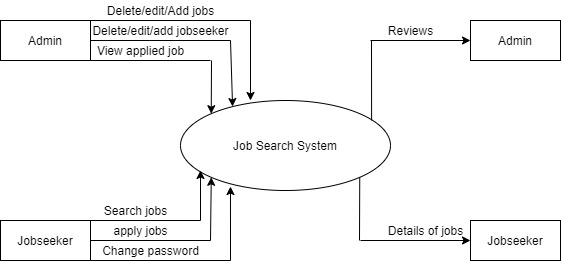 Delete/edit/Add jobs
Admin
Delete/edit/add jobseeker
View applied job
Reviews
Admin
Job Search System
Search jobs
Jobseeker
apply jobs
Change password
Details of jobs
Jobseeker